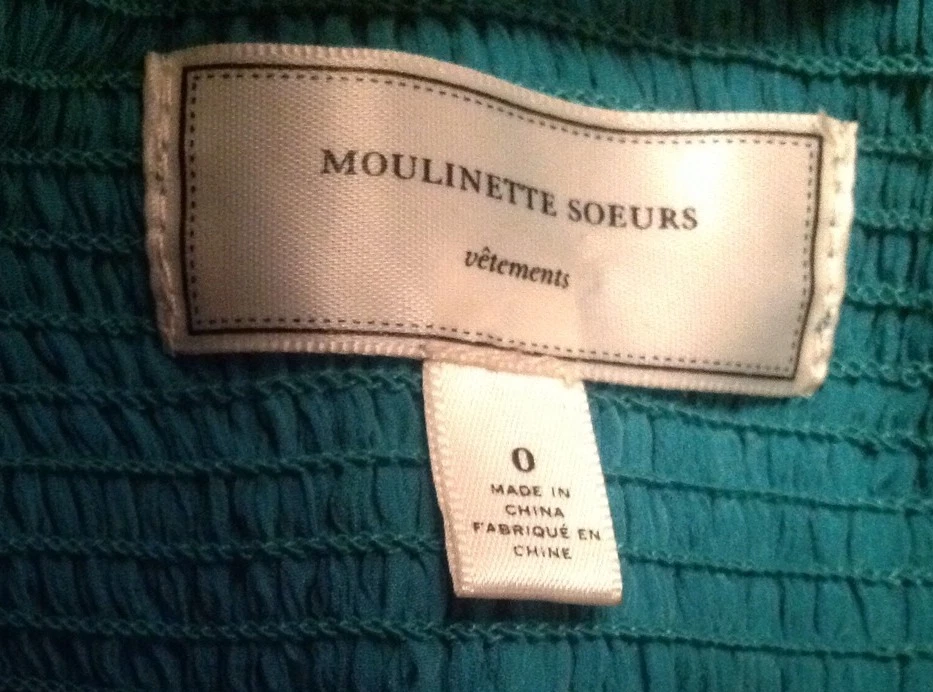 MOULINETTE SOEURS
vêtements
0
MADE IN
CHINA
FABRIQUÉ EN
CHINE